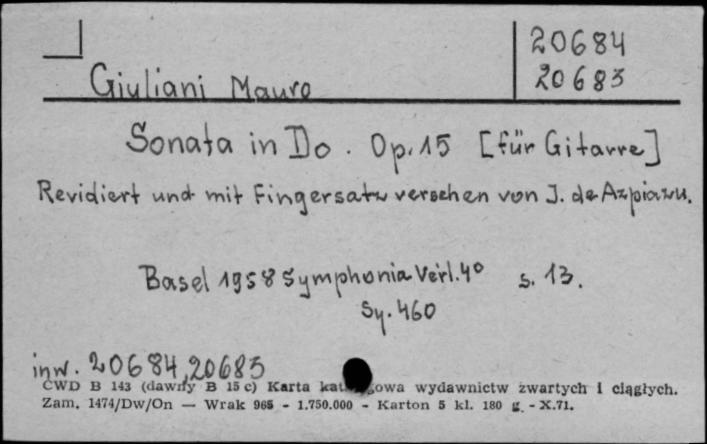 20684
20683
Giuliani Mauro
Sonata in Do. Op. 15 [für Gitarre]
Revidiert und mit Fingersatz versehen von J. de Azpiazu.
Basel 1958 Symphonia Verl. 4° s. 13.
Sy. 460
inw. 20684, 20683
CWD B 143 (dawny B 15 c) Karta katalogowa wydawnictw zwartych i ciągłych.
Zam. 1474/Dw/On — Wrak 965 - 1.750.000 - Karton 5 kl. 180 g - X.71.